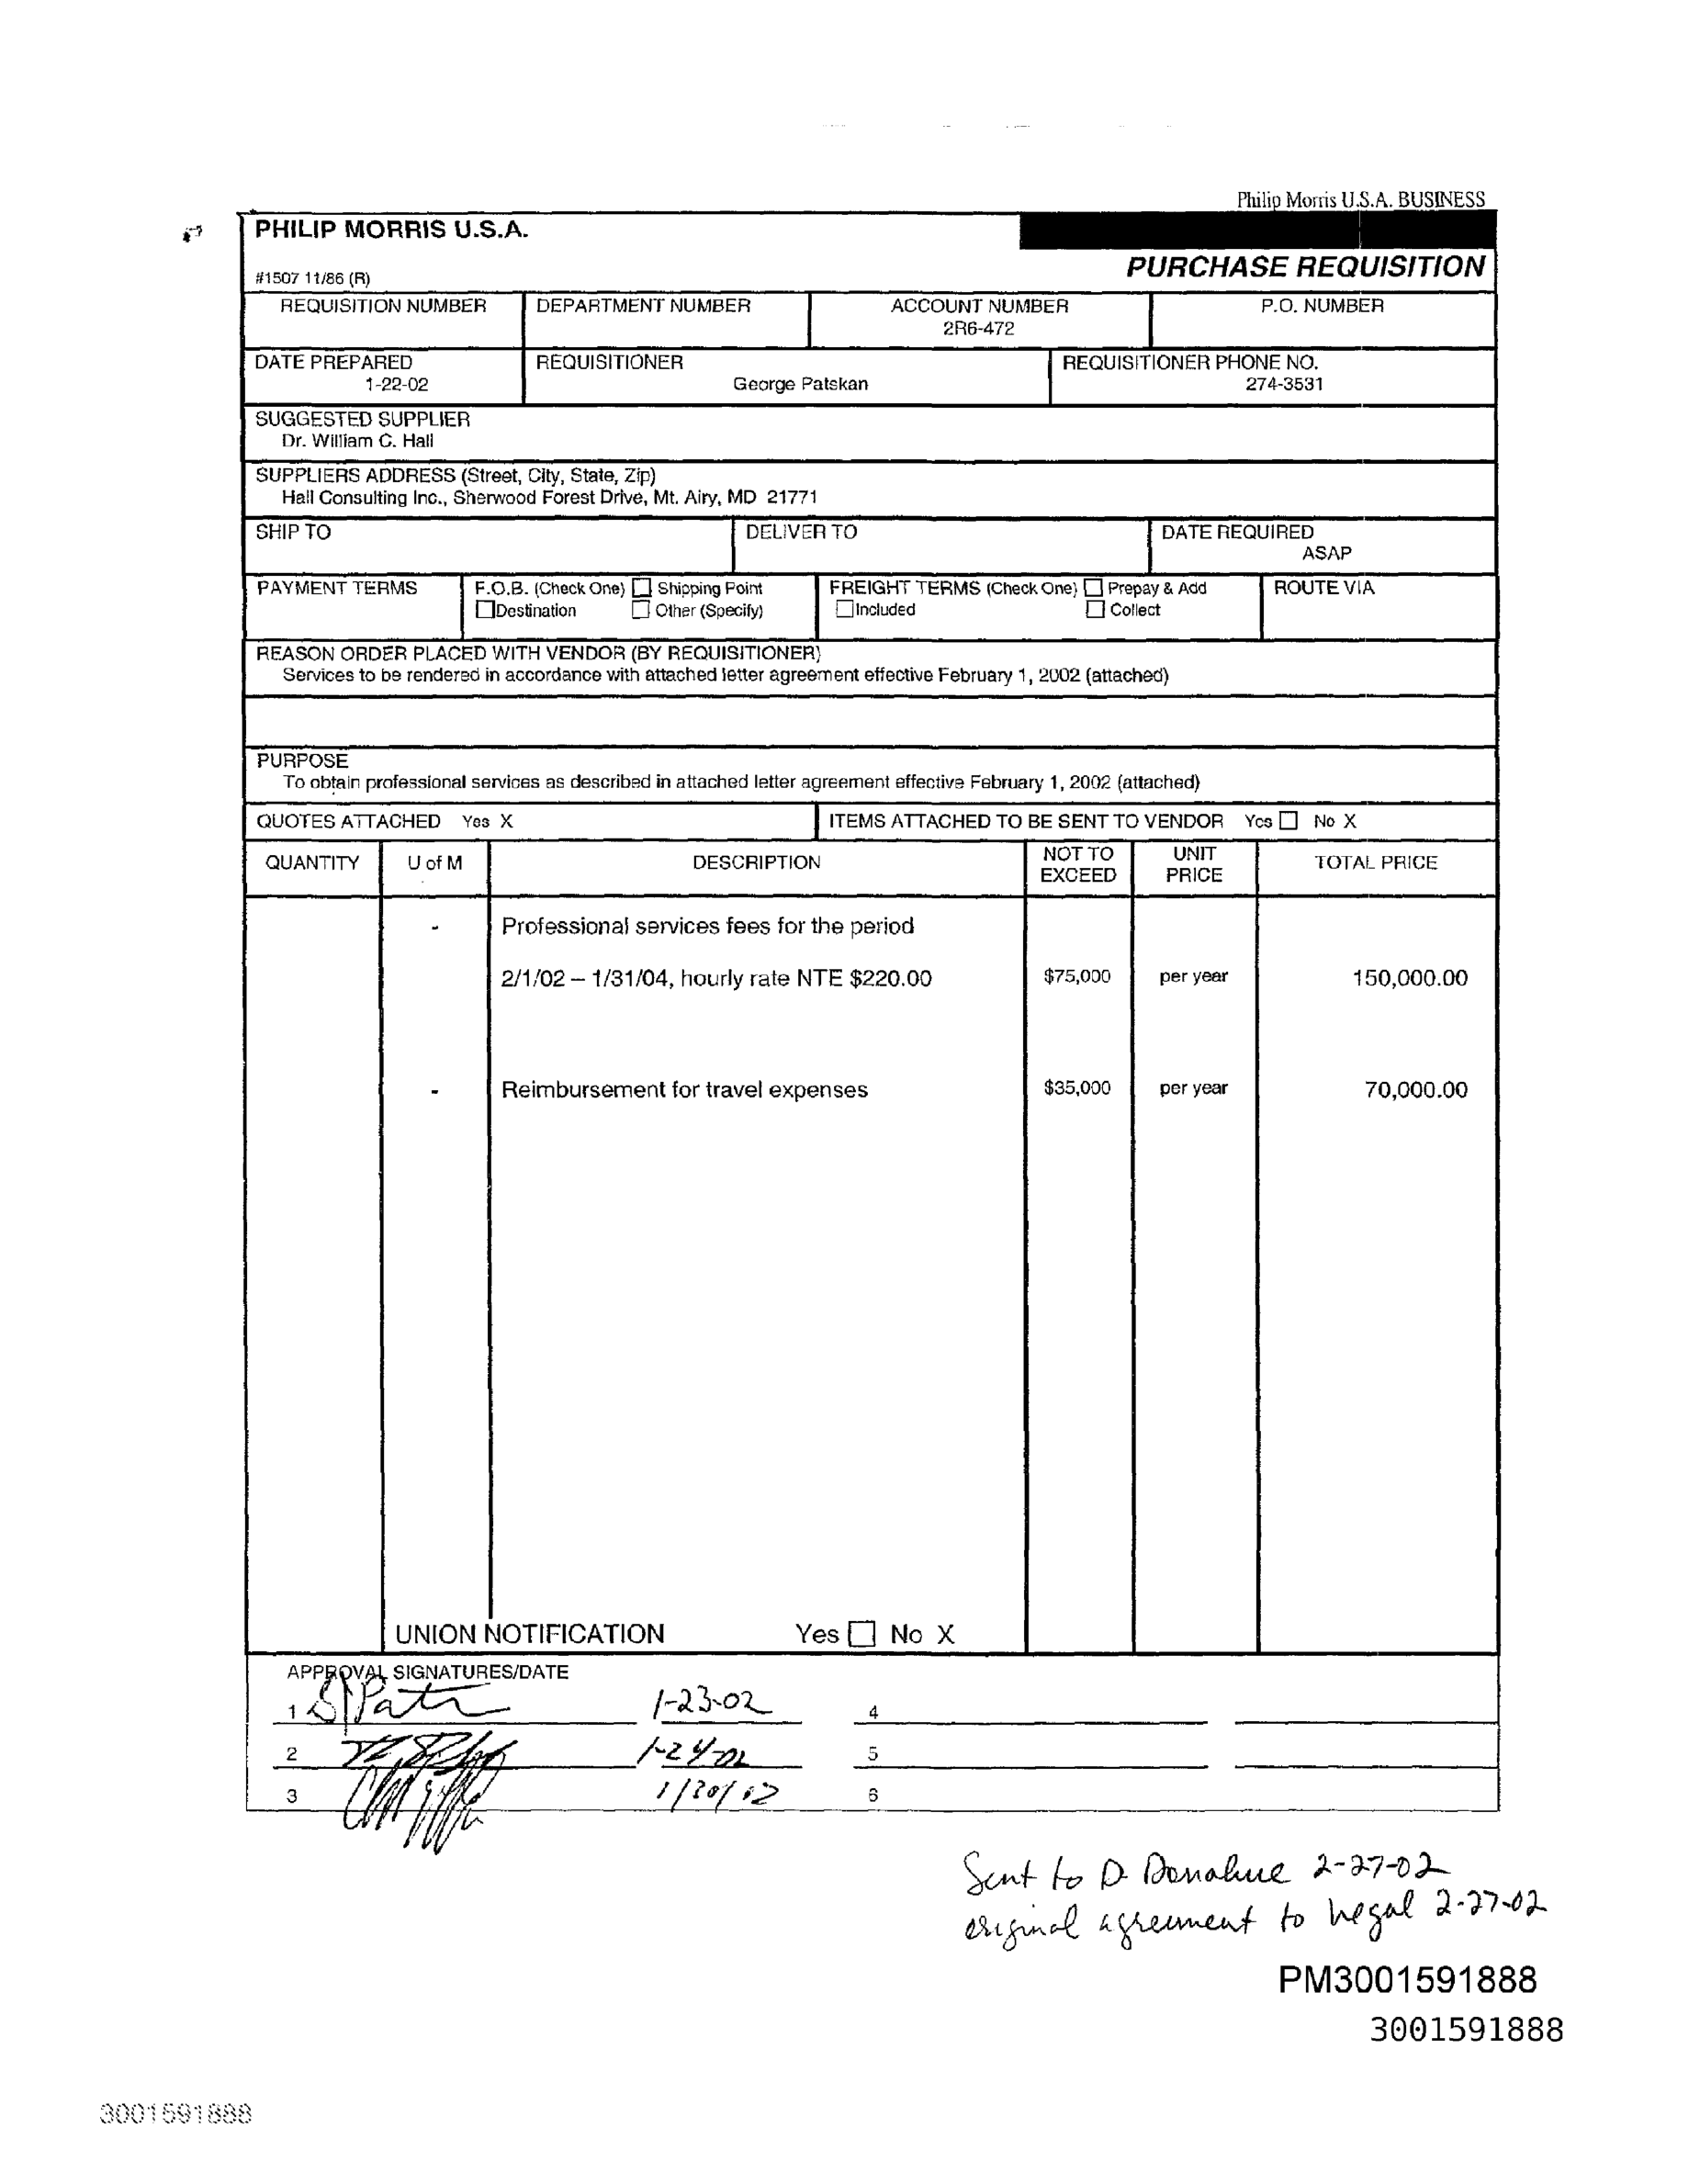 Philip Morris U.S.A. BUSINESS
PHILIP MORRIS U.S.A.
#1507 11/86 (R)
PURCHASE REQUISITION
REQUISITION NUMBER DEPARTMENT NUMBER ACCOUNT NUMBER P.O. NUMBER
2R6-472
DATE PREPARED REQUISITIONER REQUISITIONER PHONE NO.
1-22-02 George Patskan 274-3531
SUGGESTED SUPPLIER
Dr. William C. Hall
SUPPLIERS ADDRESS (Street, City, State, Zip)
Hall Consulting Inc., Sherwood Forest Drive, Mt. Airy, MD 21771
SHIP TO DELIVER TO DATE REQUIRED
ASAP
PAYMENT TERMS F.O.B. (Check One) ☐ Shipping Point FREIGHT TERMS (Check One) ☐ Prepay & Add ROUTE VIA
☐ Destination ☐ Other (Specify) ☐ Included ☐ Collect
REASON ORDER PLACED WITH VENDOR (BY REQUISITIONER)
Services to be rendered in accordance with attached letter agreement effective February 1, 2002 (attached)
PURPOSE
To obtain professional services as described in attached letter agreement effective February 1, 2002 (attached)
QUOTES ATTACHED Yes X ITEMS ATTACHED TO BE SENT TO VENDOR Yes ☐ No X
QUANTITY U of M DESCRIPTION NOT TO EXCEED UNIT PRICE TOTAL PRICE
- Professional services fees for the period
2/1/02 – 1/31/04, hourly rate NTE $220.00 $75,000 per year 150,000.00
- Reimbursement for travel expenses $35,000 per year 70,000.00
UNION NOTIFICATION Yes ☐ No X
APPROVAL SIGNATURES/DATE
1 1-23-02 4
2 1-24-02 5
3 6
Sent to D. Donahue 2-27-02
original agreement to Legal 2-27-02
PM3001591888
3001591888
3001591888